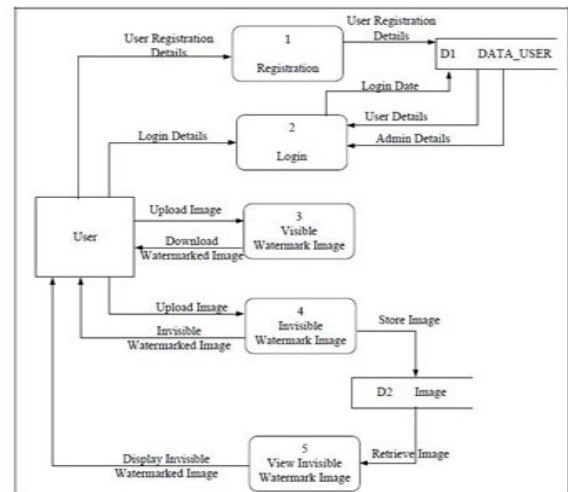 User Registration
Details
1
Registration
User Registration
Details
D1 DATA_USER
Login Date
User Details
Admin Details
Login Details
2
Login
User
Upload Image
Download
Watermarked Image
3
Visible
Watermark Image
Upload Image
Invisible
Watermarked Image
4
Invisible
Watermark Image
Store Image
D2 Image
Retrieve Image
5
View Invisible
Watermark Image
Display Invisible
Watermarked Image